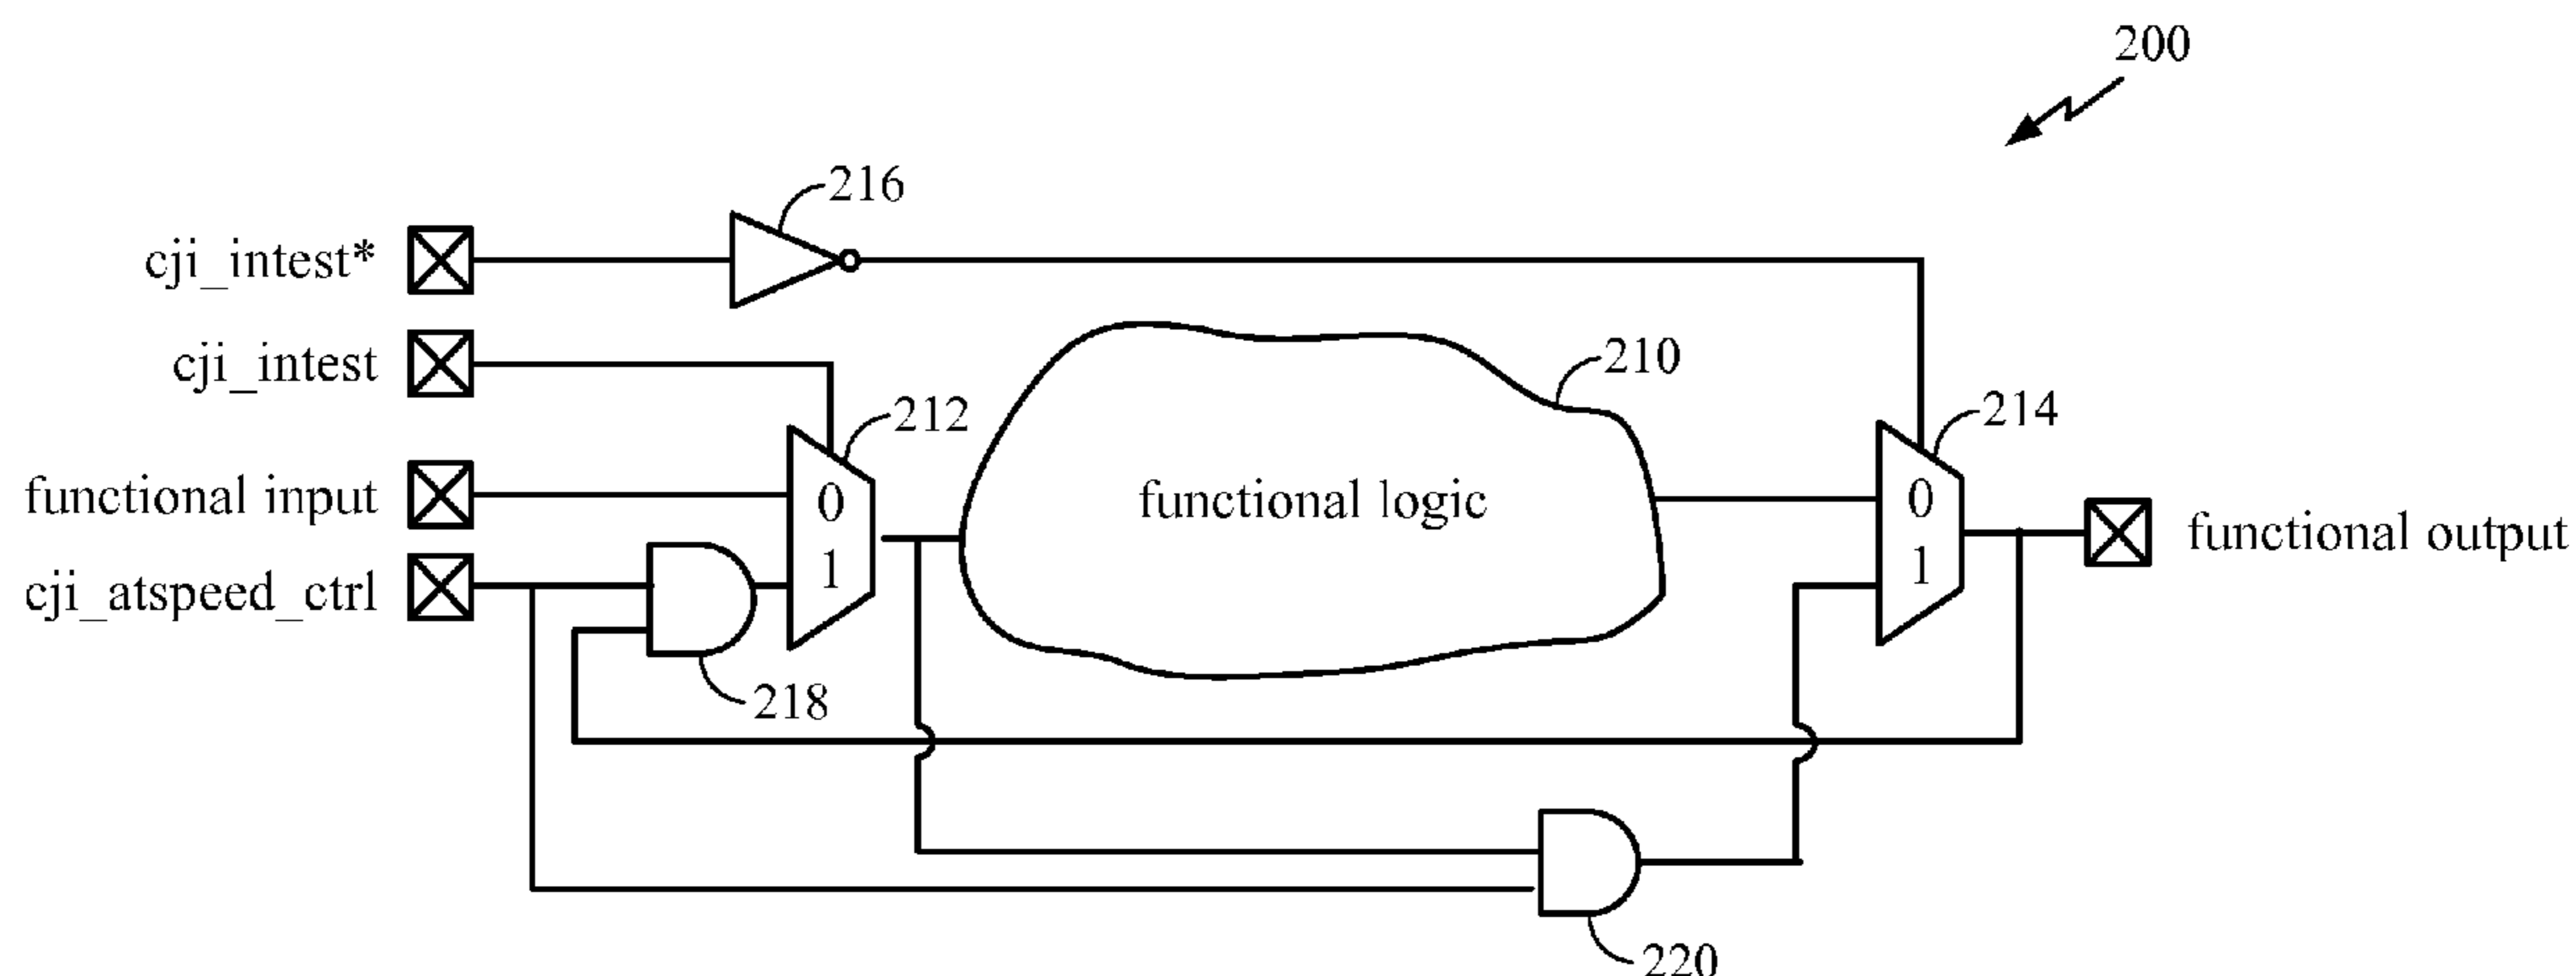 200
216
cji_intest*
cji_intest
210
212
214
functional input
0
functional logic
0
functional output
cji_atspeed_ctrl
1
1
218
220